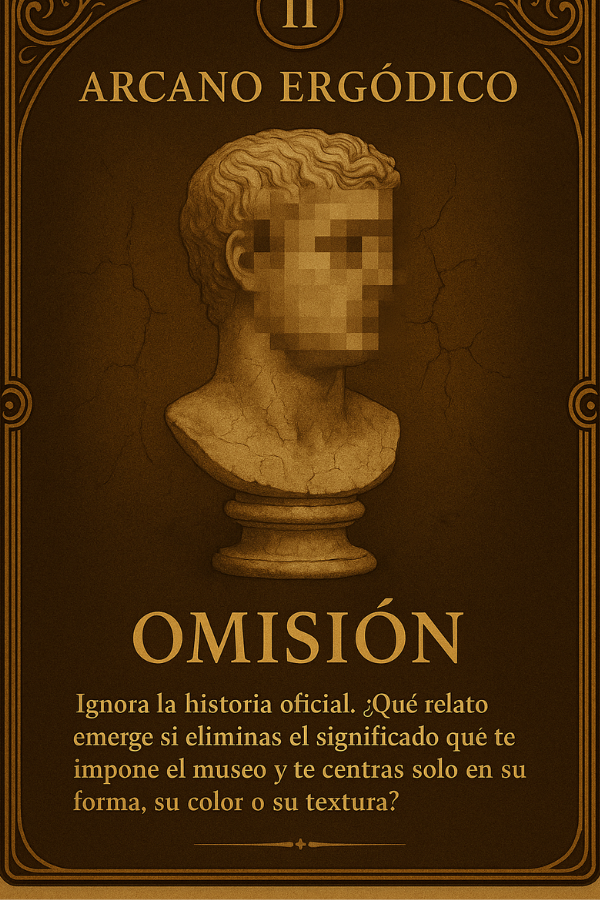 II
ARCANO ERGÓDICO
OMISIÓN
Ignora la historia oficial. ¿Qué relato
emerge si eliminas el significado que te
impone el museo y te centras solo en su
forma, su color o su textura?